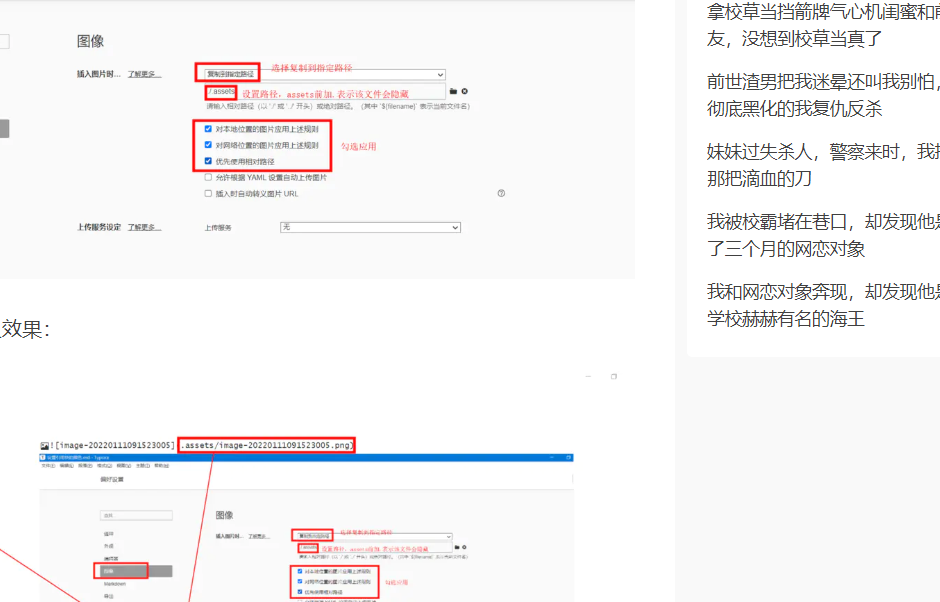 图像
插入图片时... 了解更多...
复制到指定路径 选择复制到指定路径
/.assets 设置路径,assets前加.表示该文件会隐藏
请输入相对路径(以 './' 或 '../' 开头)或绝对路径。(其中 '${filename}' 表示当前文件名)
对本地位置的图片应用上述规则
对网络位置的图片应用上述规则 勾选应用
优先使用相对路径
允许根据 YAML 设置自动上传图片
插入时自动转义图片 URL
上传服务设定 了解更多... 上传服务 无
效果:
![image-20220111091523005] .assets/image-20220111091523005.png)
偏好设置
图像
插入图片时... 了解更多...
复制到指定路径 选择复制到指定路径
设置路径,assets前加.表示该文件会隐藏
对本地位置的图片应用上述规则
对网络位置的图片应用上述规则 勾选应用
优先使用相对路径
外观
编辑器
图像
Markdown
导出
拿校草当挡箭牌气心机闺蜜和
友,没想到校草当真了
前世渣男把我迷晕还叫我别怕,
彻底黑化的我复仇反杀
妹妹过失杀人,警察来时,我
那把滴血的刀
我被校霸堵在巷口,却发现他
了三个月的网恋对象
我和网恋对象奔现,却发现他
学校赫赫有名的海王